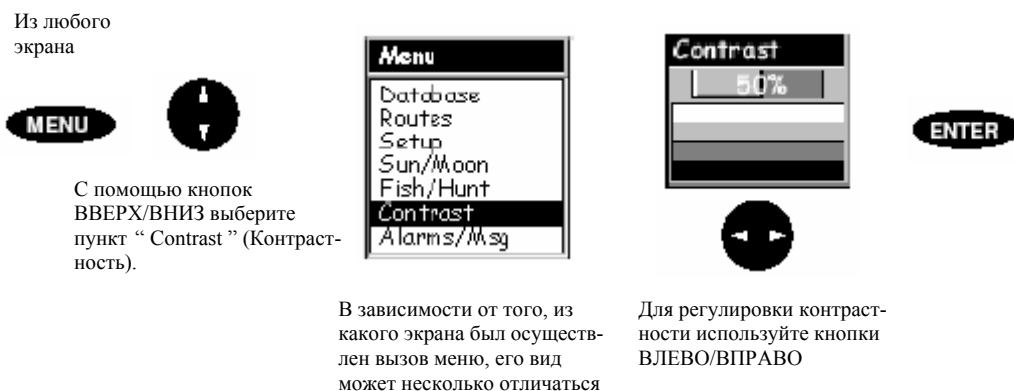 Из любого
экрана
MENU
С помощью кнопок
ВВЕРХ/ВНИЗ выберите
пункт “ Contrast ” (Контраст-
ность).
Menu
Database
Routes
Setup
Sun/Moon
Fish/Hunt
Contrast
Alarms/Msg
В зависимости от того, из
какого экрана был осуществ-
лен вызов меню, его вид
может несколько отличаться
Contrast
50%
Для регулировки контраст-
ности используйте кнопки
ВЛЕВО/ВПРАВО
ENTER